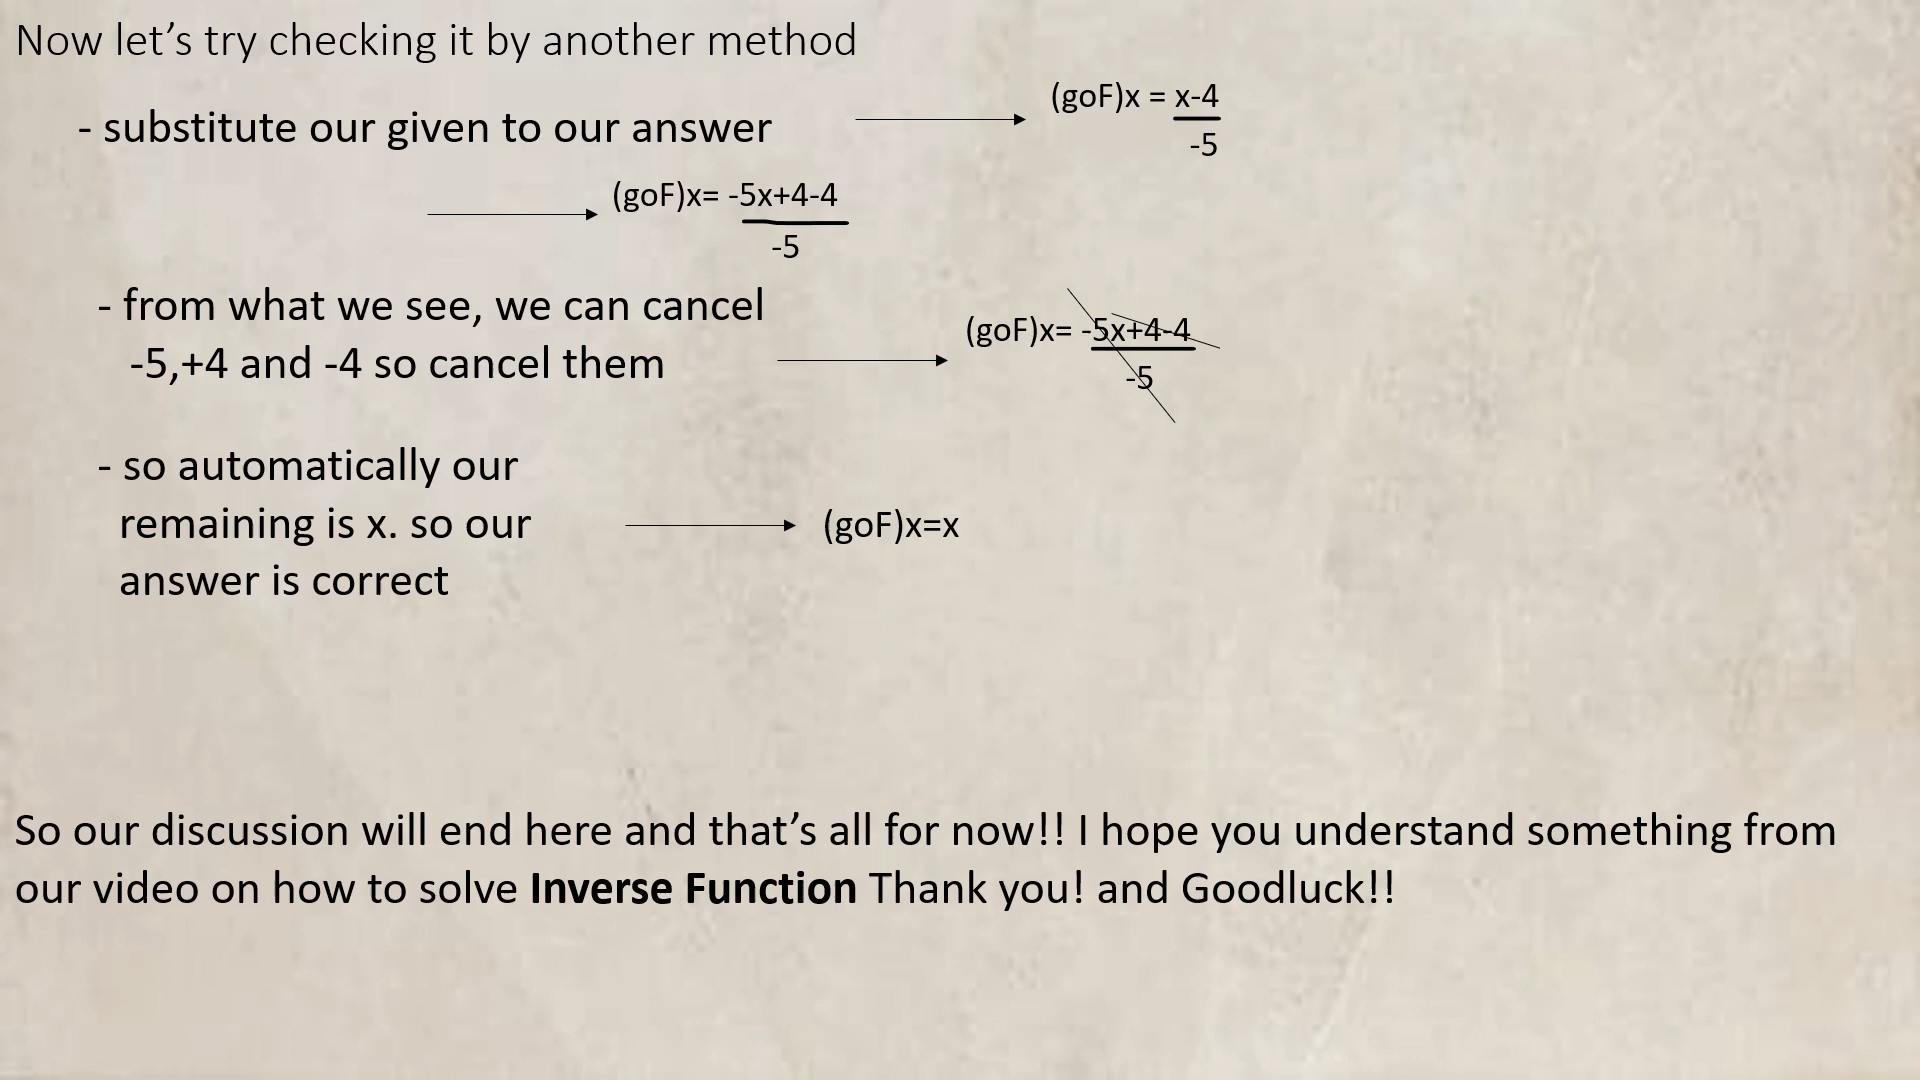 Now let’s try checking it by another method
- substitute our given to our answer
(goF)x = x-4
-5
(goF)x= -5x+4-4
-5
- from what we see, we can cancel
-5,+4 and -4 so cancel them
(goF)x= -5x+4-4
-5
- so automatically our
remaining is x. so our
answer is correct
(goF)x=x
So our discussion will end here and that’s all for now!! I hope you understand something from
our video on how to solve Inverse Function Thank you! and Goodluck!!